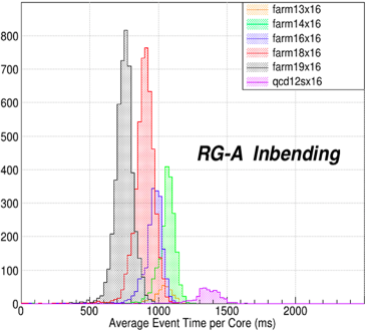 farm13x16
farm14x16
farm16x16
farm18x16
farm19x16
qcd12sx16
800
700
600
500
400
300
200
100
0
RG-A Inbending
0 500 1000 1500 2000
Average Event Time per Core (ms)